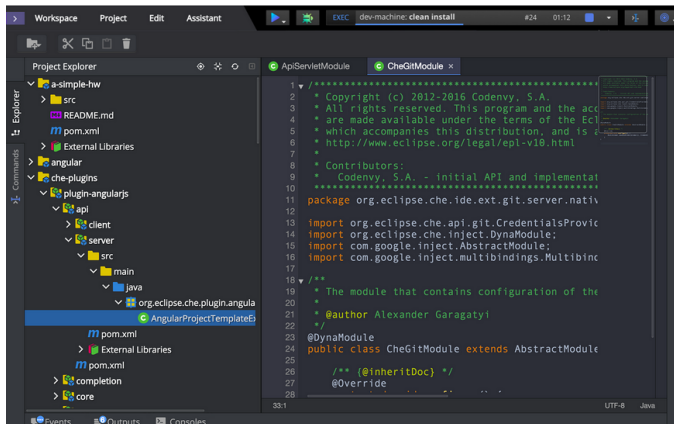 Workspace Project Edit Assistant EXEC dev-machine: clean install #24 01:12
Project Explorer
ApiServletModule CheGitModule ×
Explorer
Commands
a-simple-hw
src
README.md
pom.xml
External Libraries
angular
che-plugins
plugin-angularjs
api
client
server
src
main
java
org.eclipse.che.plugin.angula
AngularProjectTemplateEx
pom.xml
External Libraries
pom.xml
completion
core
1 /****************************************
2 * Copyright (c) 2012-2016 Codenvy, S.A.
3 * All rights reserved. This program and the acc
4 * are made available under the terms of the Ecl
5 * which accompanies this distribution, and is a
6 * http://www.eclipse.org/legal/epl-v10.html
7 *
8 * Contributors:
9 * Codenvy, S.A. - initial API and implementat
10 ****************************************
11 package org.eclipse.che.ide.ext.git.server.nativ
12
13 import org.eclipse.che.api.git.CredentialsProvid
14 import org.eclipse.che.inject.DynaModule;
15 import com.google.inject.AbstractModule;
16 import com.google.inject.multibindings.Multibind
17
18 /**
19 * The module that contains configuration of the
20 *
21 * @author Alexander Garagatyi
22 */
23 @DynaModule
24 public class CheGitModule extends AbstractModule
25
26 /** {@inheritDoc} */
27 @Override
28
33:1 UTF-8 Java
Events Outputs Consoles